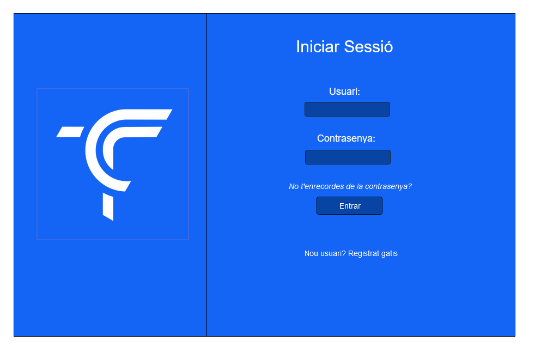 Iniciar Sessió
Usuari:
Contrasenya:
No t'enrecordes de la contrasenya?
Entrar
Nou usuari? Registrat gatis